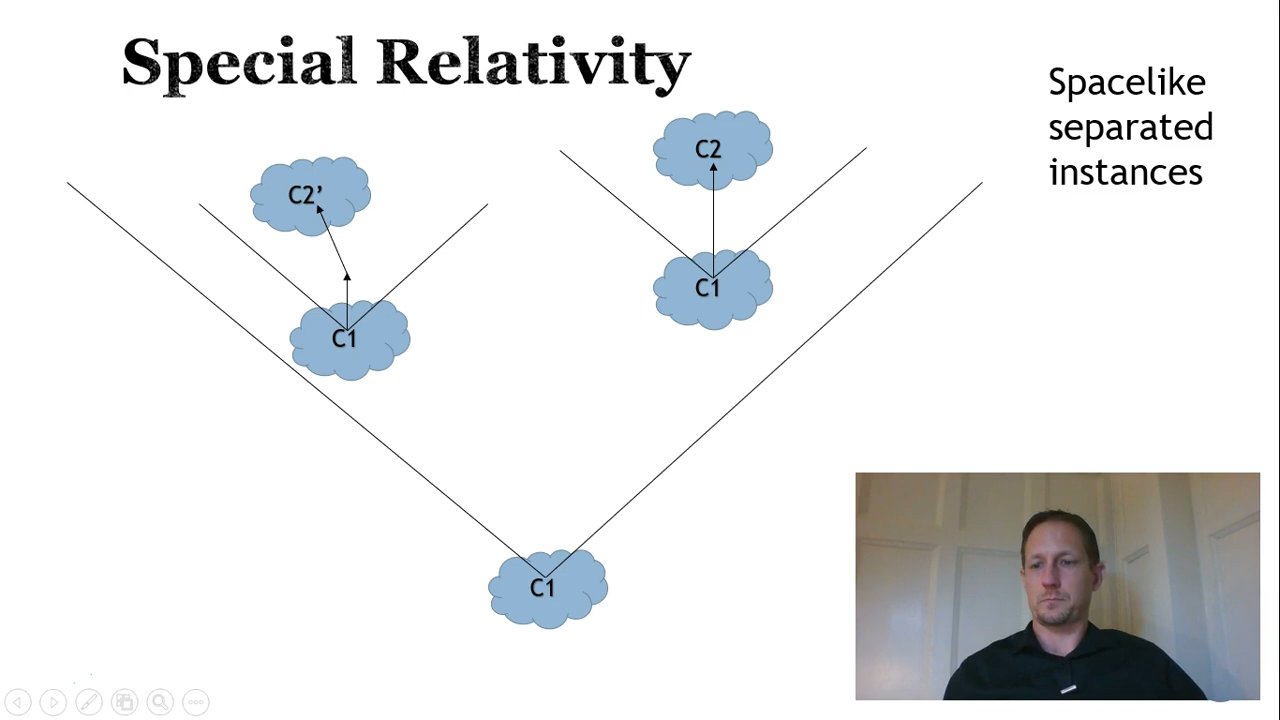 Special Relativity
Spacelike
separated
instances
C2
C2’
C1
C1
C1